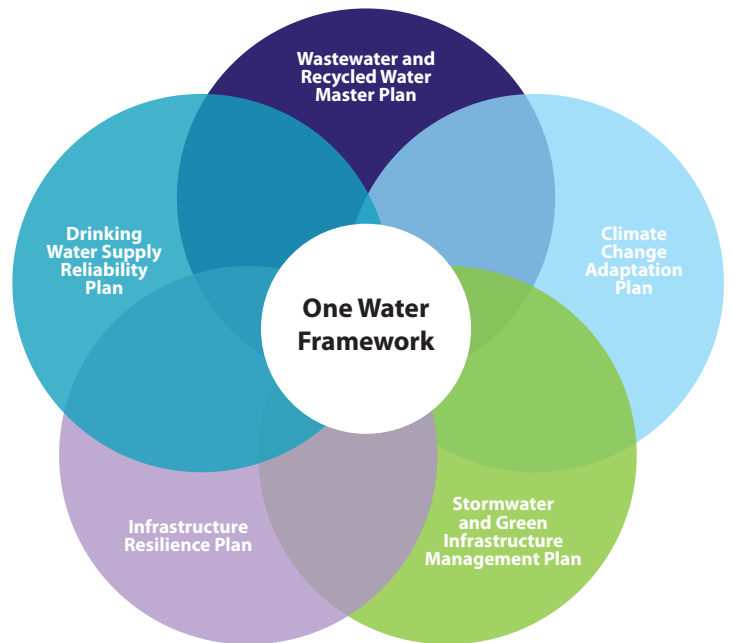 Wastewater and
Recycled Water
Master Plan
Drinking
Water Supply
Reliability
Plan
Climate
Change
Adaptation
Plan
One Water
Framework
Infrastructure
Resilience Plan
Stormwater
and Green
Infrastructure
Management Plan